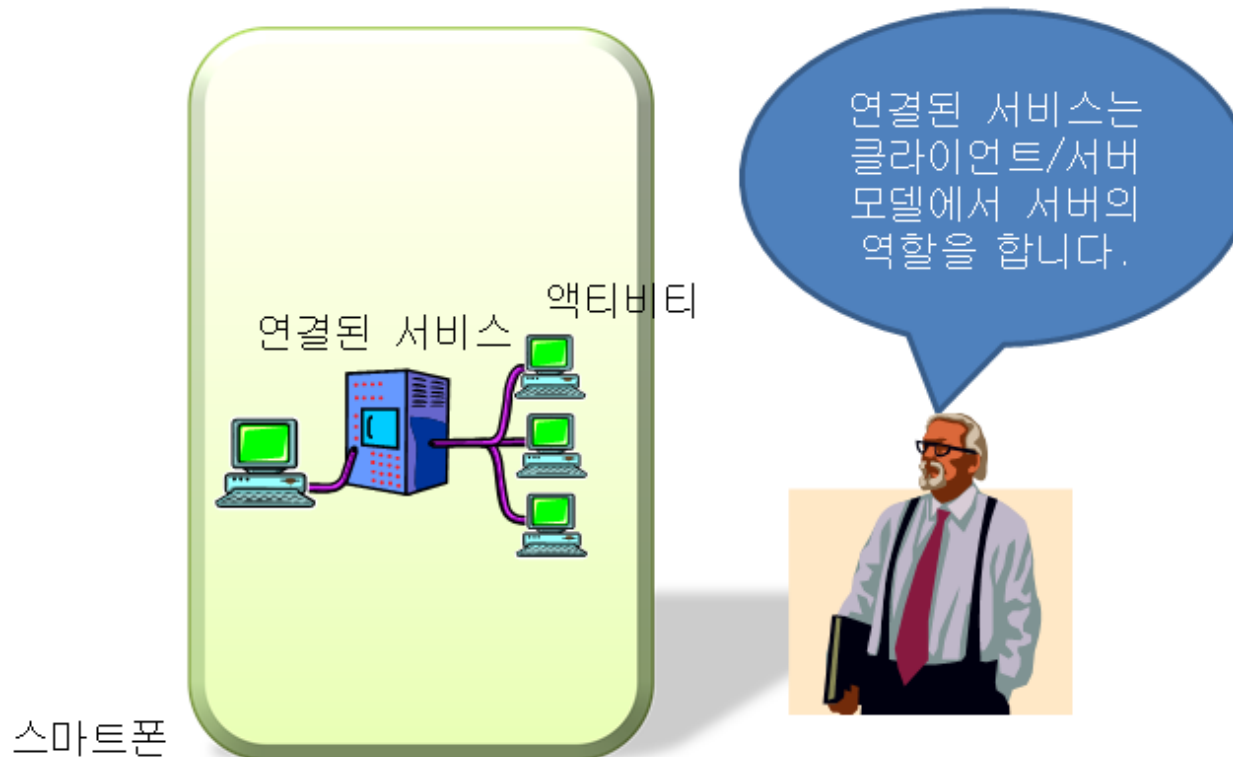 연결된 서비스는
클라이언트/서버
모델에서 서버의
역할을 합니다.
액티비티
연결된 서비스
스마트폰